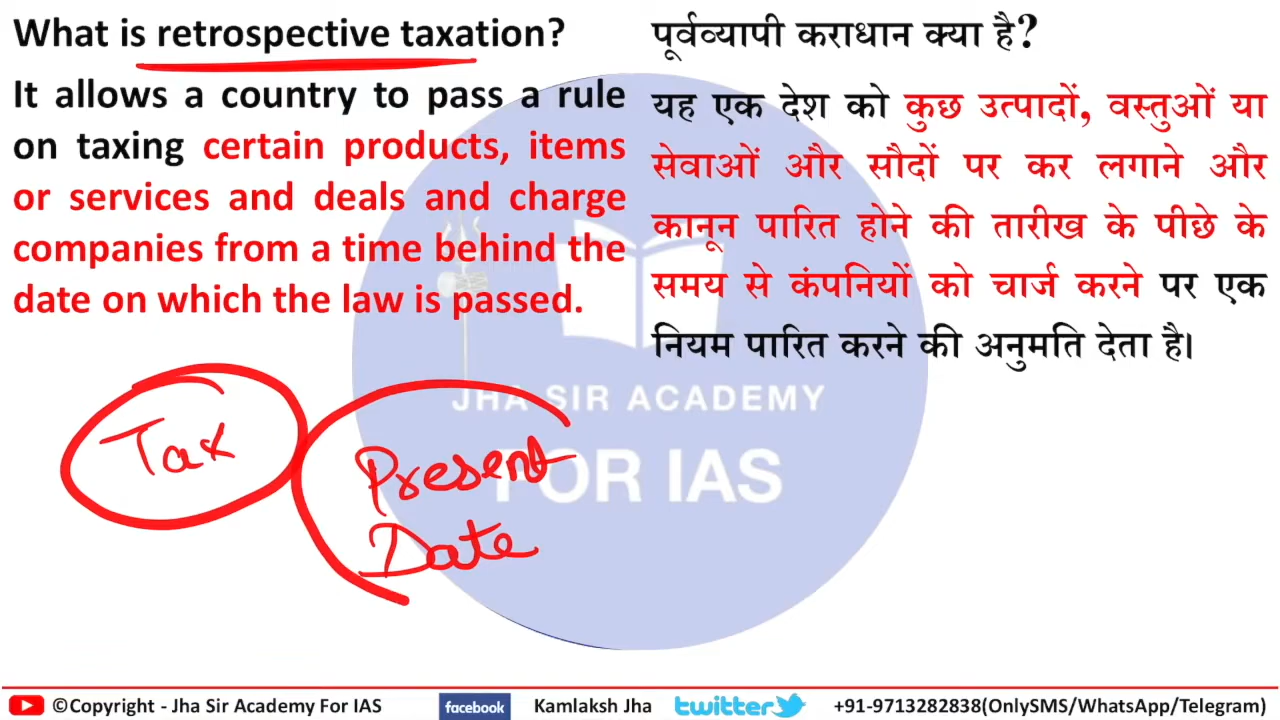 What is retrospective taxation?
It allows a country to pass a rule
on taxing certain products, items
or services and deals and charge
companies from a time behind the
date on which the law is passed.
पूर्वव्यापी कराधान क्या है?
यह एक देश को कुछ उत्पादों, वस्तुओं या
सेवाओं और सौदों पर कर लगाने और
कानून पारित होने की तारीख के पीछे के
समय से कंपनियों को चार्ज करने पर एक
नियम पारित करने की अनुमति देता है।
JHA SIR ACADEMY
FOR IAS
Tax
Present
Date
©Copyright - Jha Sir Academy For IAS
facebook
Kamlaksh Jha
twitter
+91-9713282838(OnlySMS/WhatsApp/Telegram)